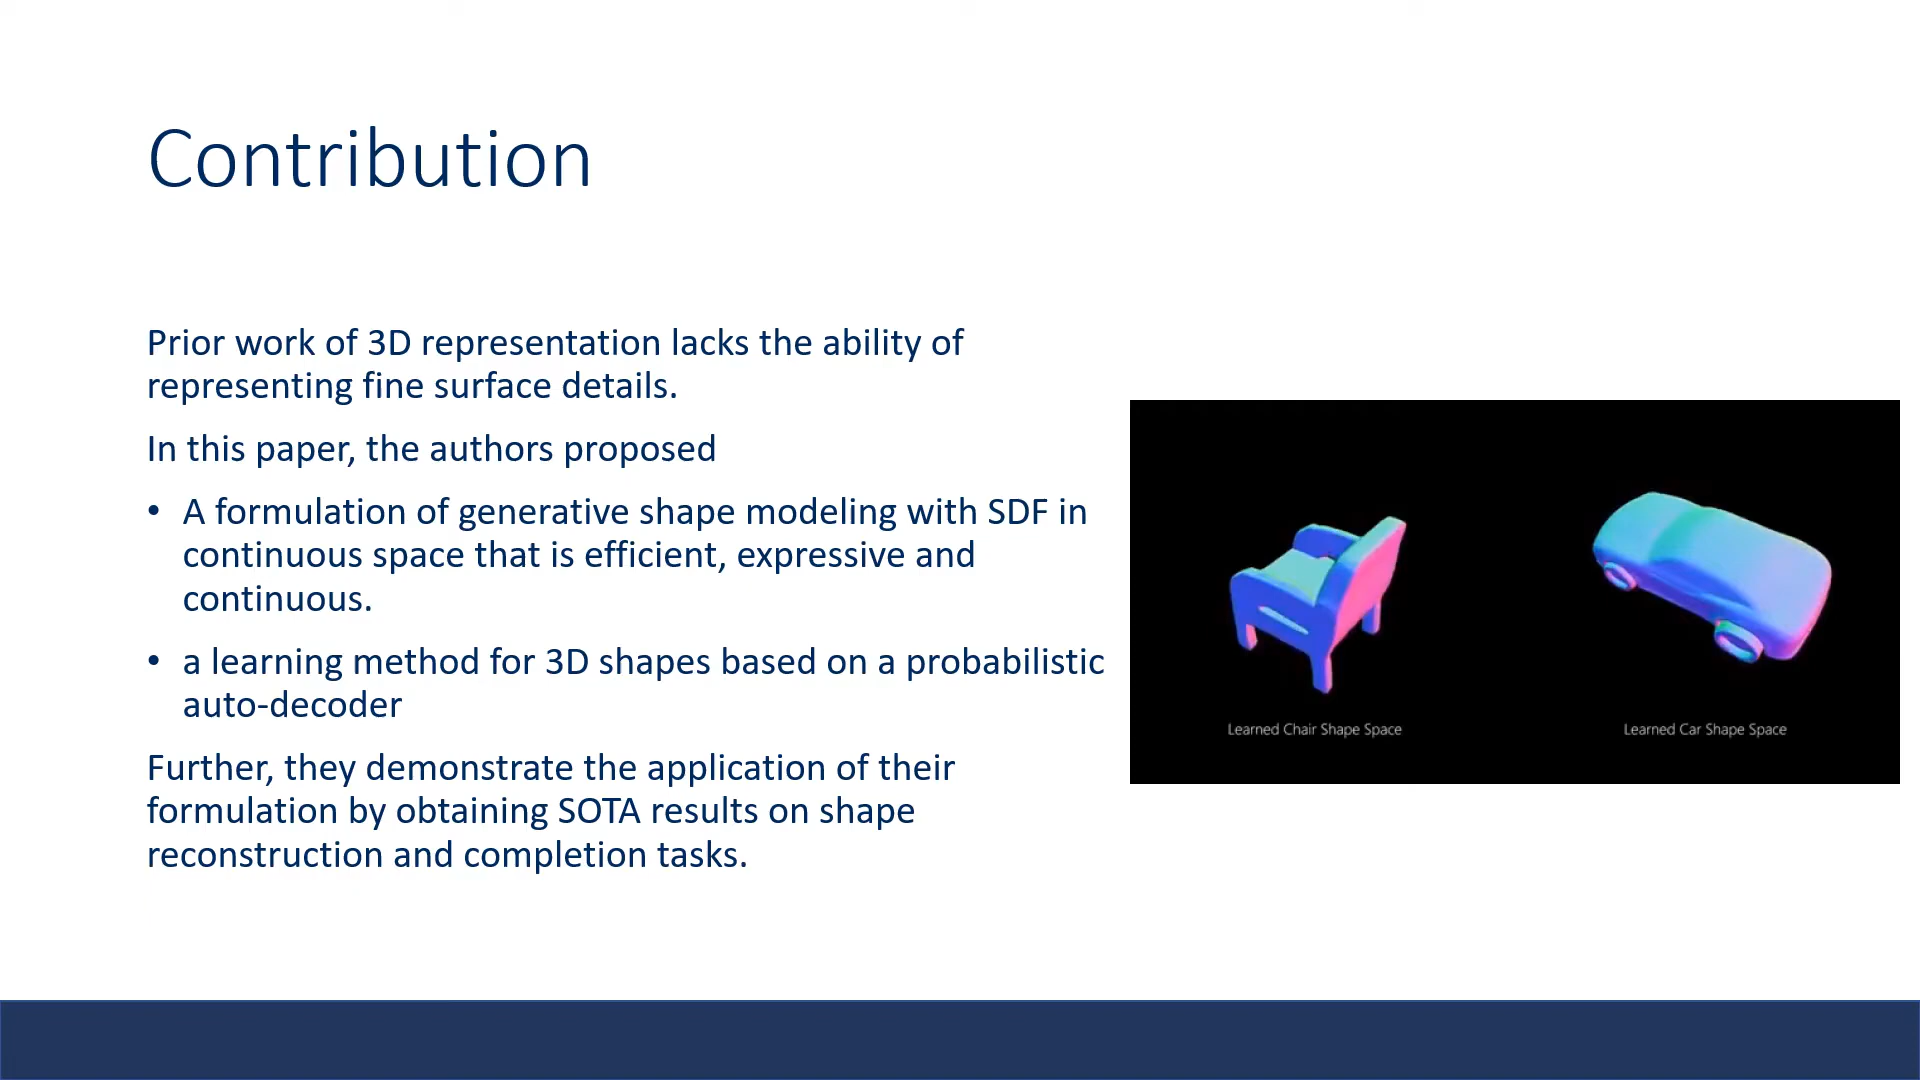 Contribution
Prior work of 3D representation lacks the ability of
representing fine surface details.
In this paper, the authors proposed
• A formulation of generative shape modeling with SDF in
continuous space that is efficient, expressive and
continuous.
• a learning method for 3D shapes based on a probabilistic
auto-decoder
Further, they demonstrate the application of their
formulation by obtaining SOTA results on shape
reconstruction and completion tasks.
Learned Chair Shape Space
Learned Car Shape Space